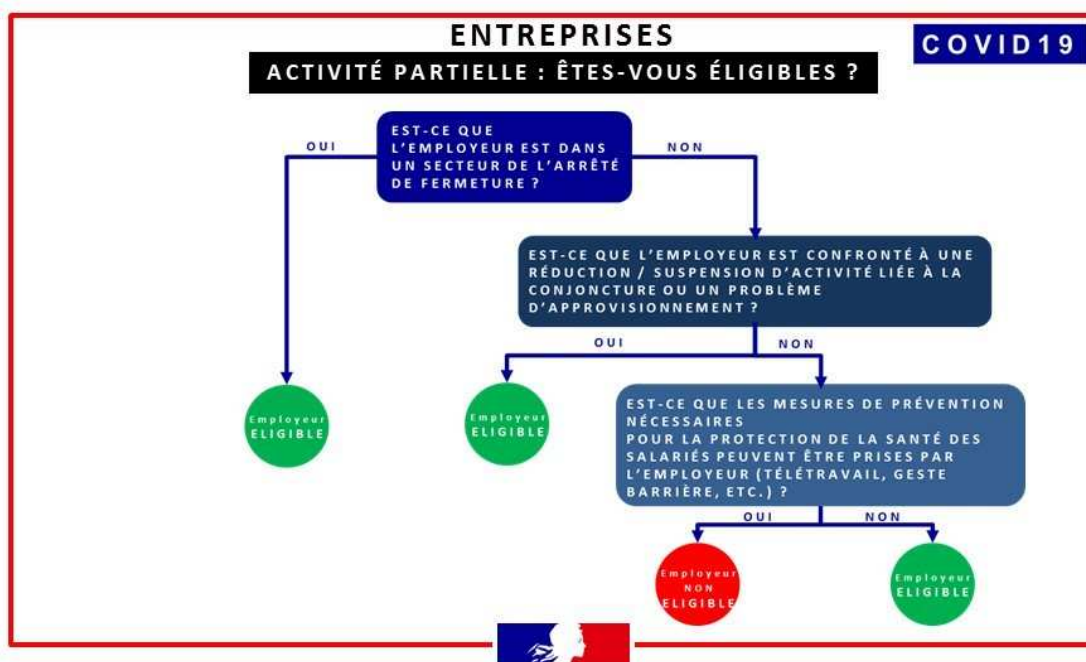 ENTREPRISES
COVID19
ACTIVITÉ PARTIELLE : ÊTES-VOUS ÉLIGIBLES ?
EST-CE QUE
L'EMPLOYEUR EST DANS
UN SECTEUR DE L'ARRÊTÉ
DE FERMETURE ?
OUI
NON
EST-CE QUE L'EMPLOYEUR EST CONFRONTÉ À UNE
RÉDUCTION / SUSPENSION D'ACTIVITÉ LIÉE À LA
CONJONCTURE OU UN PROBLÈME
D'APPROVISIONNEMENT ?
OUI
NON
Employeur
ELIGIBLE
Employeur
ELIGIBLE
EST-CE QUE LES MESURES DE PRÉVENTION
NÉCESSAIRES
POUR LA PROTECTION DE LA SANTÉ DES
SALARIÉS PEUVENT ÊTRE PRISES PAR
L'EMPLOYEUR (TÉLÉTRAVAIL, GESTE
BARRIÈRE, ETC.) ?
OUI
NON
Employeur
NON
ELIGIBLE
Employeur
ELIGIBLE